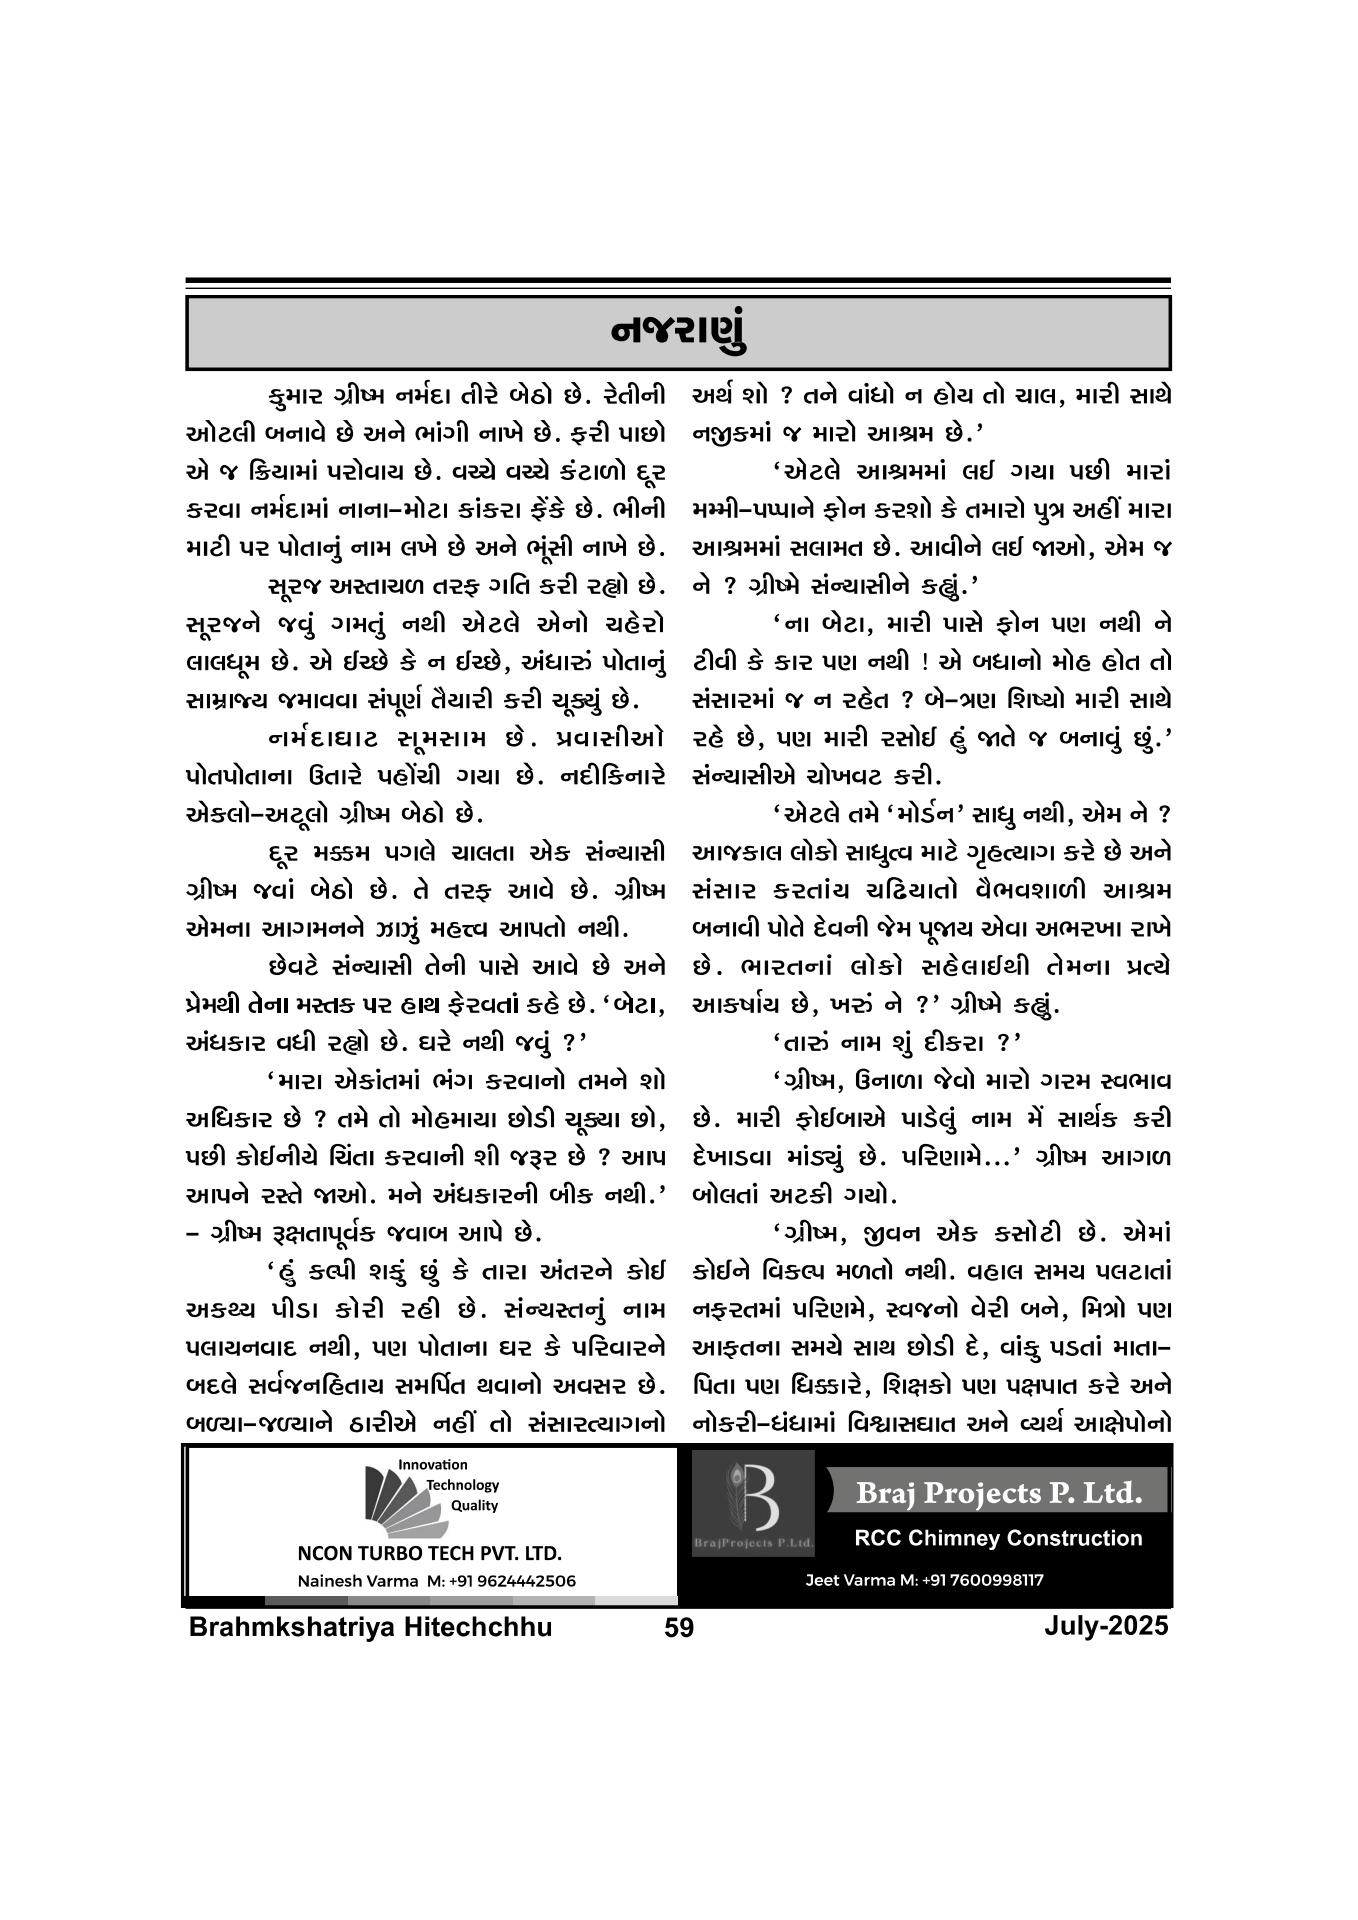 નજરાણું
કુમાર ગ્રીષ્મ નર્મદા તીરે બેઠો છે. રેતીની
ઓટલી બનાવે છે અને ભાંગી નાખે છે. ફરી પાછો
એ જ ક્રિયામાં પરોવાય છે. વચ્ચે વચ્ચે કંટાળો દૂર
કરવા નર્મદામાં નાના–મોટા કાંકરા ફેંકે છે. ભીની
માટી પર પોતાનું નામ લખે છે અને ભૂંસી નાખે છે.
સૂરજ અસ્તાચળ તરફ ગતિ કરી રહ્યો છે.
સૂરજને જવું ગમતું નથી એટલે એનો ચહેરો
લાલધૂમ છે. એ ઈચ્છે કે ન ઈચ્છે, અંધારું પોતાનું
સામ્રાજ્ય જમાવવા સંપૂર્ણ તૈયારી કરી ચૂક્યું છે.
નર્મદાઘાટ સૂમસામ છે. પ્રવાસીઓ
પોતપોતાના ઉતારે પહોંચી ગયા છે. નદીકિનારે
એકલો–અટૂલો ગ્રીષ્મ બેઠો છે.
દૂર મક્કમ પગલે ચાલતા એક સંન્યાસી
ગ્રીષ્મ જવાં બેઠો છે. તે તરફ આવે છે. ગ્રીષ્મ
એમના આગમનને ઝાઝું મહત્ત્વ આપતો નથી.
છેવટે સંન્યાસી તેની પાસે આવે છે અને
પ્રેમથી તેના મસ્તક પર હાથ ફેરવતાં કહે છે. ‘બેટા,
અંધકાર વધી રહ્યો છે. ઘરે નથી જવું ?’
‘મારા એકાંતમાં ભંગ કરવાનો તમને શો
અધિકાર છે ? તમે તો મોહમાયા છોડી ચૂક્યા છો,
પછી કોઈનીયે ચિંતા કરવાની શી જરૂર છે ? આપ
આપને રસ્તે જાઓ. મને અંધકારની બીક નથી.’
– ગ્રીષ્મ રૂક્ષતાપૂર્વક જવાબ આપે છે.
‘હું કલ્પી શકું છું કે તારા અંતરને કોઈ
અકથ્ય પીડા કોરી રહી છે. સંન્યસ્તનું નામ
પલાયનવાદ નથી, પણ પોતાના ઘર કે પરિવારને
બદલે સર્વજનહિતાય સમર્પિત થવાનો અવસર છે.
બળ્યા–જળ્યાને ઠારીએ નહીં તો સંસારત્યાગનો
અર્થ શો ? તને વાંધો ન હોય તો ચાલ, મારી સાથે
નજીકમાં જ મારો આશ્રમ છે.’
‘એટલે આશ્રમમાં લઈ ગયા પછી મારાં
મમ્મી–પપ્પાને ફોન કરશો કે તમારો પુત્ર અહીં મારા
આશ્રમમાં સલામત છે. આવીને લઈ જાઓ, એમ જ
ને ? ગ્રીષ્મે સંન્યાસીને કહ્યું.’
‘ના બેટા, મારી પાસે ફોન પણ નથી ને
ટીવી કે કાર પણ નથી ! એ બધાનો મોહ હોત તો
સંસારમાં જ ન રહેત ? બે–ત્રણ શિષ્યો મારી સાથે
રહે છે, પણ મારી રસોઈ હું જાતે જ બનાવું છું.’
સંન્યાસીએ ચોખવટ કરી.
‘એટલે તમે ‘મોર્ડન’ સાધુ નથી, એમ ને ?
આજકાલ લોકો સાધુત્વ માટે ગૃહત્યાગ કરે છે અને
સંસાર કરતાંય ચઢિયાતો વૈભવશાળી આશ્રમ
બનાવી પોતે દેવની જેમ પૂજાય એવા અભરખા રાખે
છે. ભારતનાં લોકો સહેલાઈથી તેમના પ્રત્યે
આકર્ષાય છે, ખરું ને ?’ ગ્રીષ્મે કહ્યું.
‘તારું નામ શું દીકરા ?’
‘ગ્રીષ્મ, ઉનાળા જેવો મારો ગરમ સ્વભાવ
છે. મારી ફોઈબાએ પાડેલું નામ મેં સાર્થક કરી
દેખાડવા માંડ્યું છે. પરિણામે...’ ગ્રીષ્મ આગળ
બોલતાં અટકી ગયો.
‘ગ્રીષ્મ, જીવન એક કસોટી છે. એમાં
કોઈને વિકલ્પ મળતો નથી. વહાલ સમય પલટાતાં
નફરતમાં પરિણમે, સ્વજનો વેરી બને, મિત્રો પણ
આફતના સમયે સાથ છોડી દે, વાંકુ પડતાં માતા–
પિતા પણ ધિક્કારે, શિક્ષકો પણ પક્ષપાત કરે અને
નોકરી–ધંધામાં વિશ્વાસઘાત અને વ્યર્થ આક્ષેપોનો
Innovation
Technology
Quality
NCON TURBO TECH PVT. LTD.
Nainesh Varma M: +91 9624442506
B
BrajProjects P.Ltd.
Braj Projects P. Ltd.
RCC Chimney Construction
Jeet Varma M: +91 7600998117
Brahmkshatriya Hitechchhu 59 July-2025